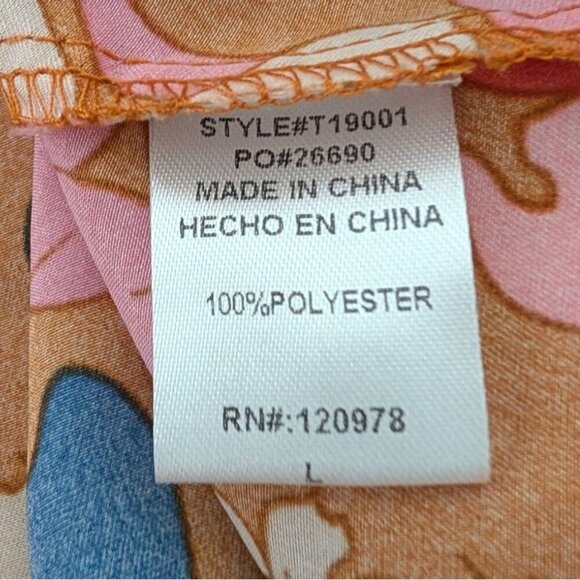 STYLE#T19001
PO#26690
MADE IN CHINA
HECHO EN CHINA
100%POLYESTER
RN#:120978
L